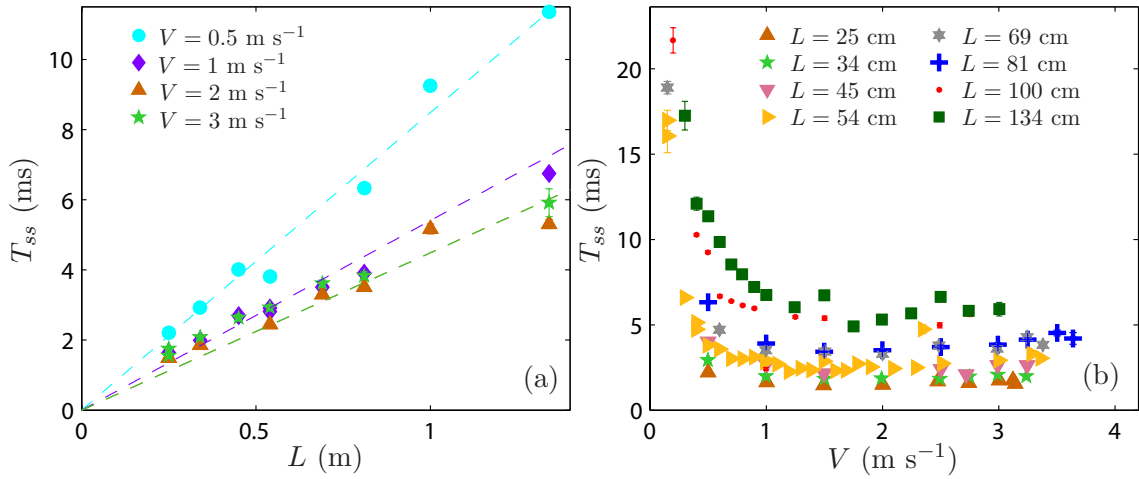 10
8
6
4
2
0
T_ss (ms)
V = 0.5 m s⁻¹
V = 1 m s⁻¹
V = 2 m s⁻¹
V = 3 m s⁻¹
(a)
0
0.5
1
L (m)
20
15
10
5
0
T_ss (ms)
L = 25 cm
L = 34 cm
L = 45 cm
L = 54 cm
L = 69 cm
L = 81 cm
L = 100 cm
L = 134 cm
(b)
0
1
2
3
4
V (m s⁻¹)